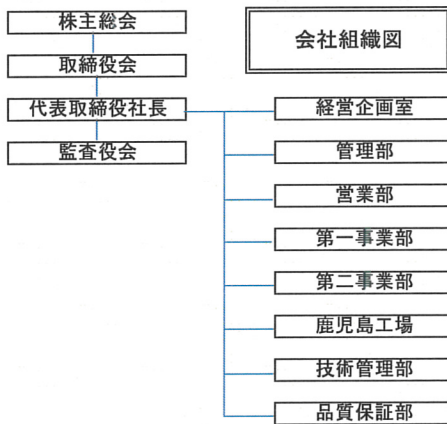 株主総会
会社組織図
取締役会
代表取締役社長
経営企画室
監査役会
管理部
営業部
第一事業部
第二事業部
鹿児島工場
技術管理部
品質保証部